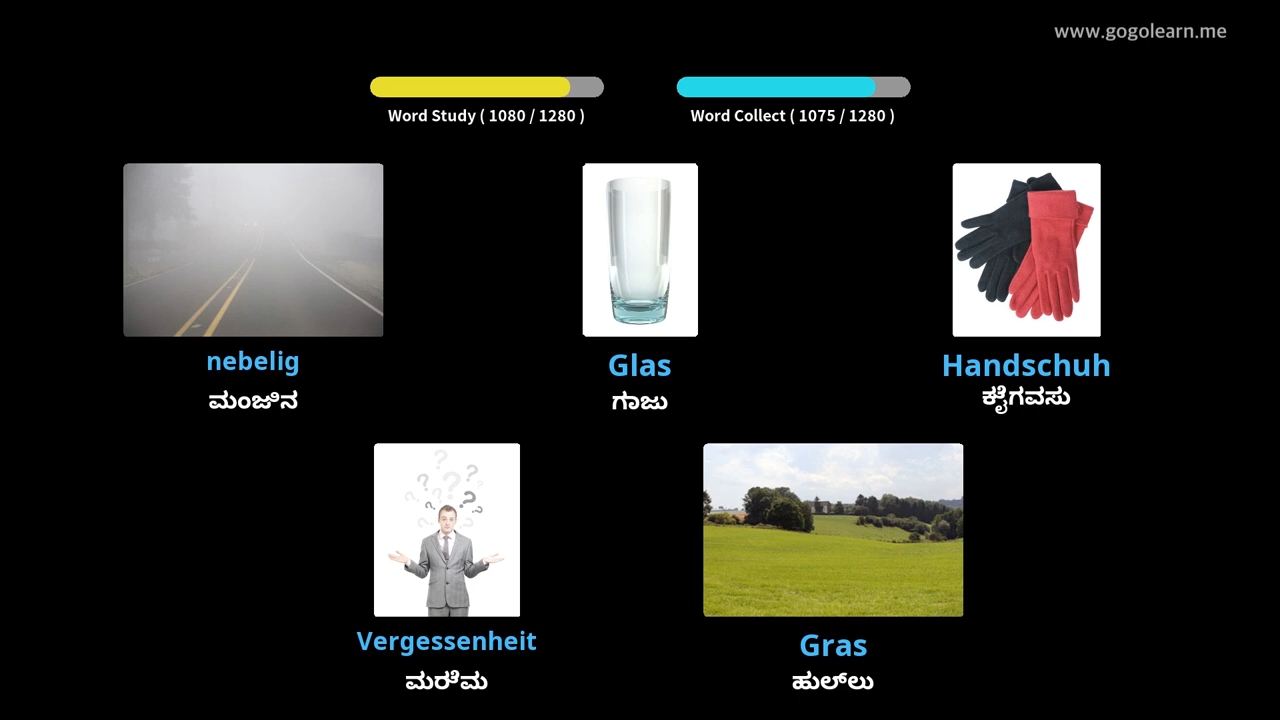 www.gogolearn.me
Word Study ( 1080 / 1280 )
Word Collect ( 1075 / 1280 )
nebelig
ಮಂಜಿನ
Glas
ಗಾಜು
Handschuh
ಕೈಗವಸು
Vergessenheit
ಮರೆಮ
Gras
ಹುಲ್ಲು